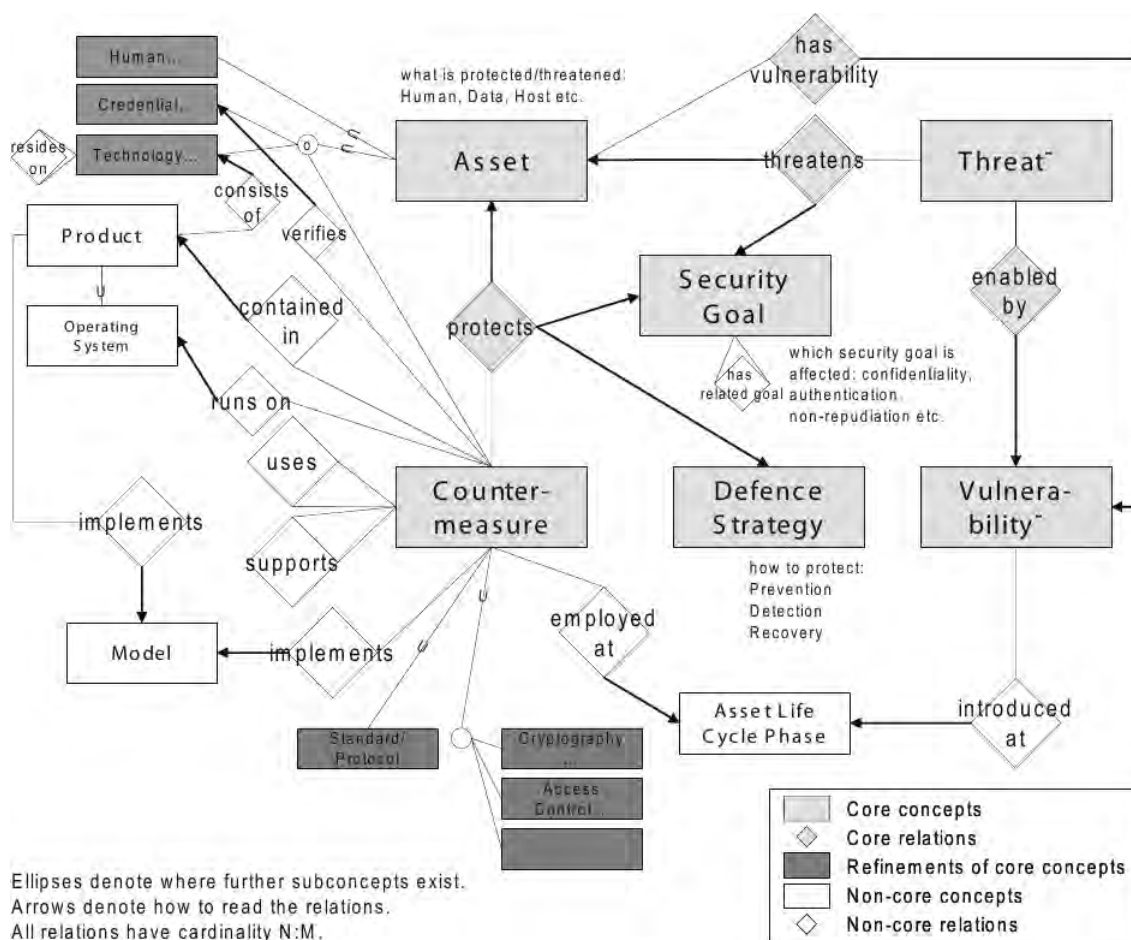 Human...
Credential...
Technology...
resides
on
what is protected/threatened:
Human, Data, Host etc.
has
vulnerability
Asset
threatens
Threat¯
o
U
U
U
consists
of
Product
verifies
U
Operating
System
contained
in
protects
Security
Goal
enabled
by
has
related goal
which security goal is
affected: confidentiality,
authentication
non-repudiation etc.
runs on
uses
Counter-
measure
Defence
Strategy
Vulnera-
bility¯
implements
supports
how to protect:
Prevention
Detection
Recovery
U
U
employed
at
Model
implements
Asset Life
Cycle Phase
introduced
at
Standard/
Protocol
Cryptography
...
Access
Control...
Core concepts
Core relations
Refinements of core concepts
Non-core concepts
Non-core relations
Ellipses denote where further subconcepts exist.
Arrows denote how to read the relations.
All relations have cardinality N:M.